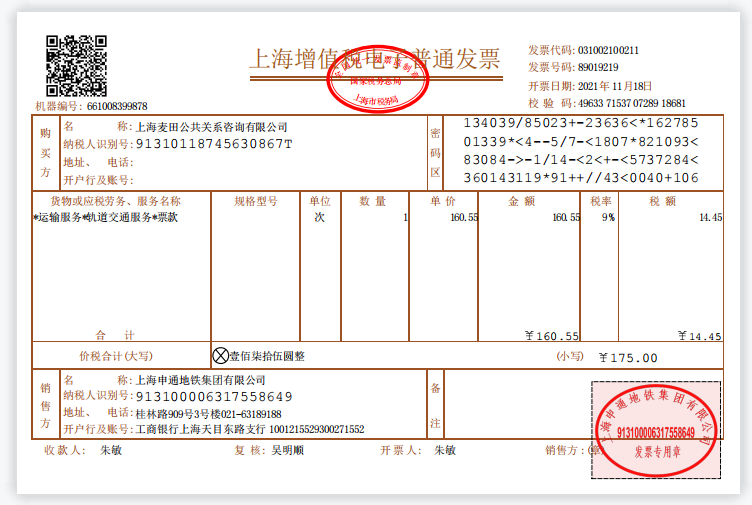 上海增值税电子普通发票
发票代码: 031002100211
发票号码: 89019219
开票日期: 2021年 11月18日
校 验 码: 49633 71537 07289 18681
机器编号: 661008399878
国家税务总局
上海市税务局
购买方
名 称: 上海麦田公共关系咨询有限公司
纳税人识别号: 91310118745630867T
地址、 电话:
开户行及账号:
密码区
134039/85023+-23636<*162785
01339*<4--5/7-<1807*821093<
83084->-1/14-<2<+-<5737284<
360143119*91++//43<0040+106
货物或应税劳务、服务名称 规格型号 单位 数 量 单 价 金 额 税率 税 额
*运输服务*轨道交通服务*票款 次 1 160.55 160.55 9% 14.45
合 计 ￥160.55 ￥14.45
价税合计(大写) 壹佰柒拾伍圆整 (小写) ￥175.00
销售方
名 称: 上海申通地铁集团有限公司
纳税人识别号: 913100006317558649
地址、 电话: 桂林路909号3号楼021-63189188
开户行及账号: 工商银行上海天目东路支行 1001215529300271552
备注
收 款 人: 朱敏 复 核: 吴明顺 开 票 人: 朱敏 销 售 方: (章)
上海申通地铁集团有限公司
913100006317558649
发票专用章